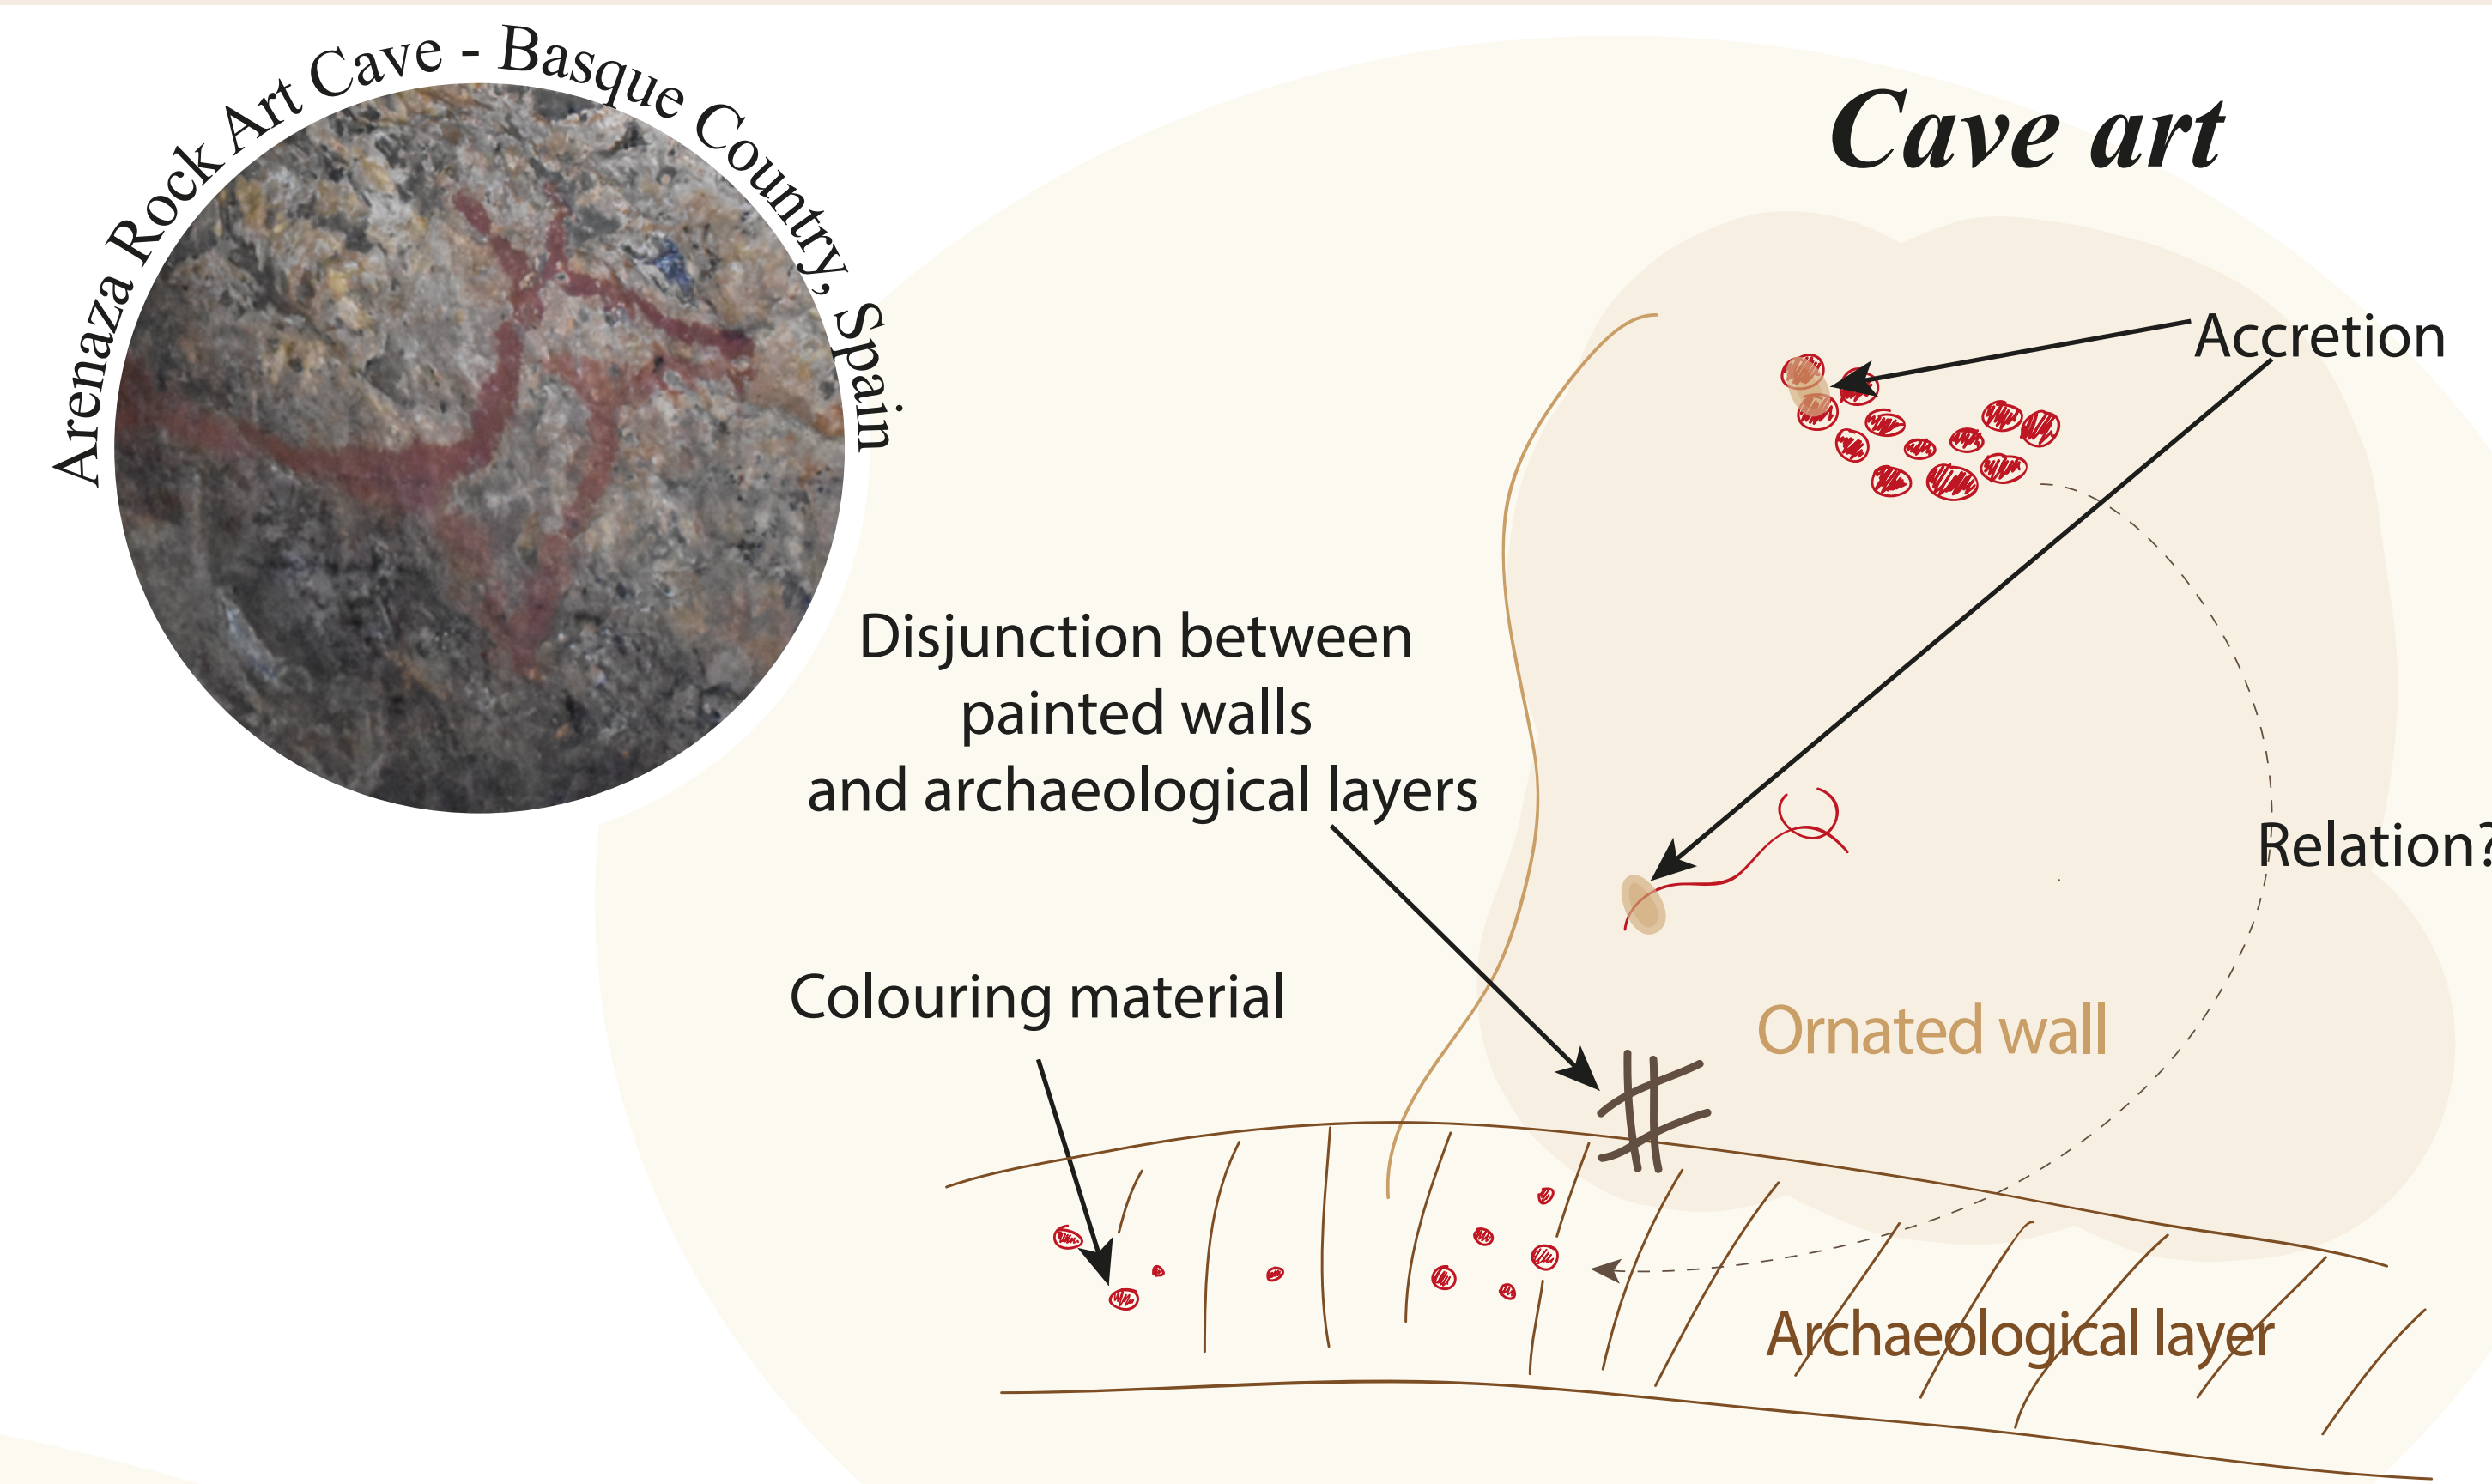 Arenaza Rock Art Cave - Basque Country, Spain
Cave art
Accretion
Disjunction between
painted walls
and archaeological layers
Relation?
Colouring material
Ornated wall
Archaeological layer